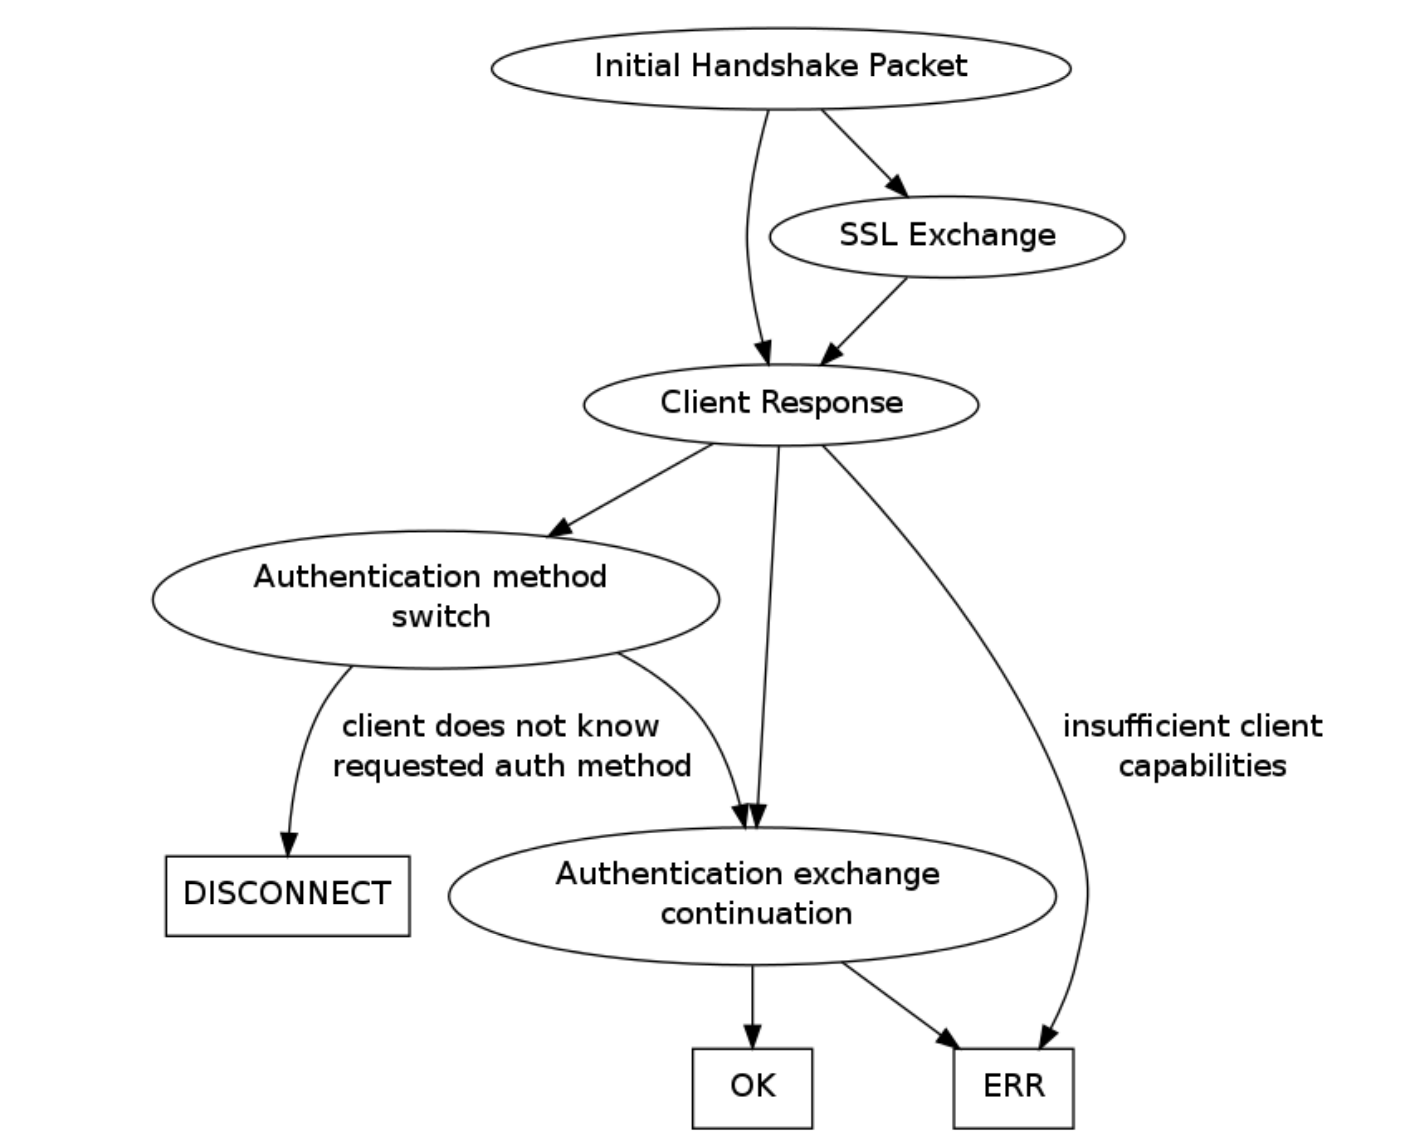 Initial Handshake Packet
SSL Exchange
Client Response
Authentication method
switch
client does not know
requested auth method
insufficient client
capabilities
DISCONNECT
Authentication exchange
continuation
OK
ERR